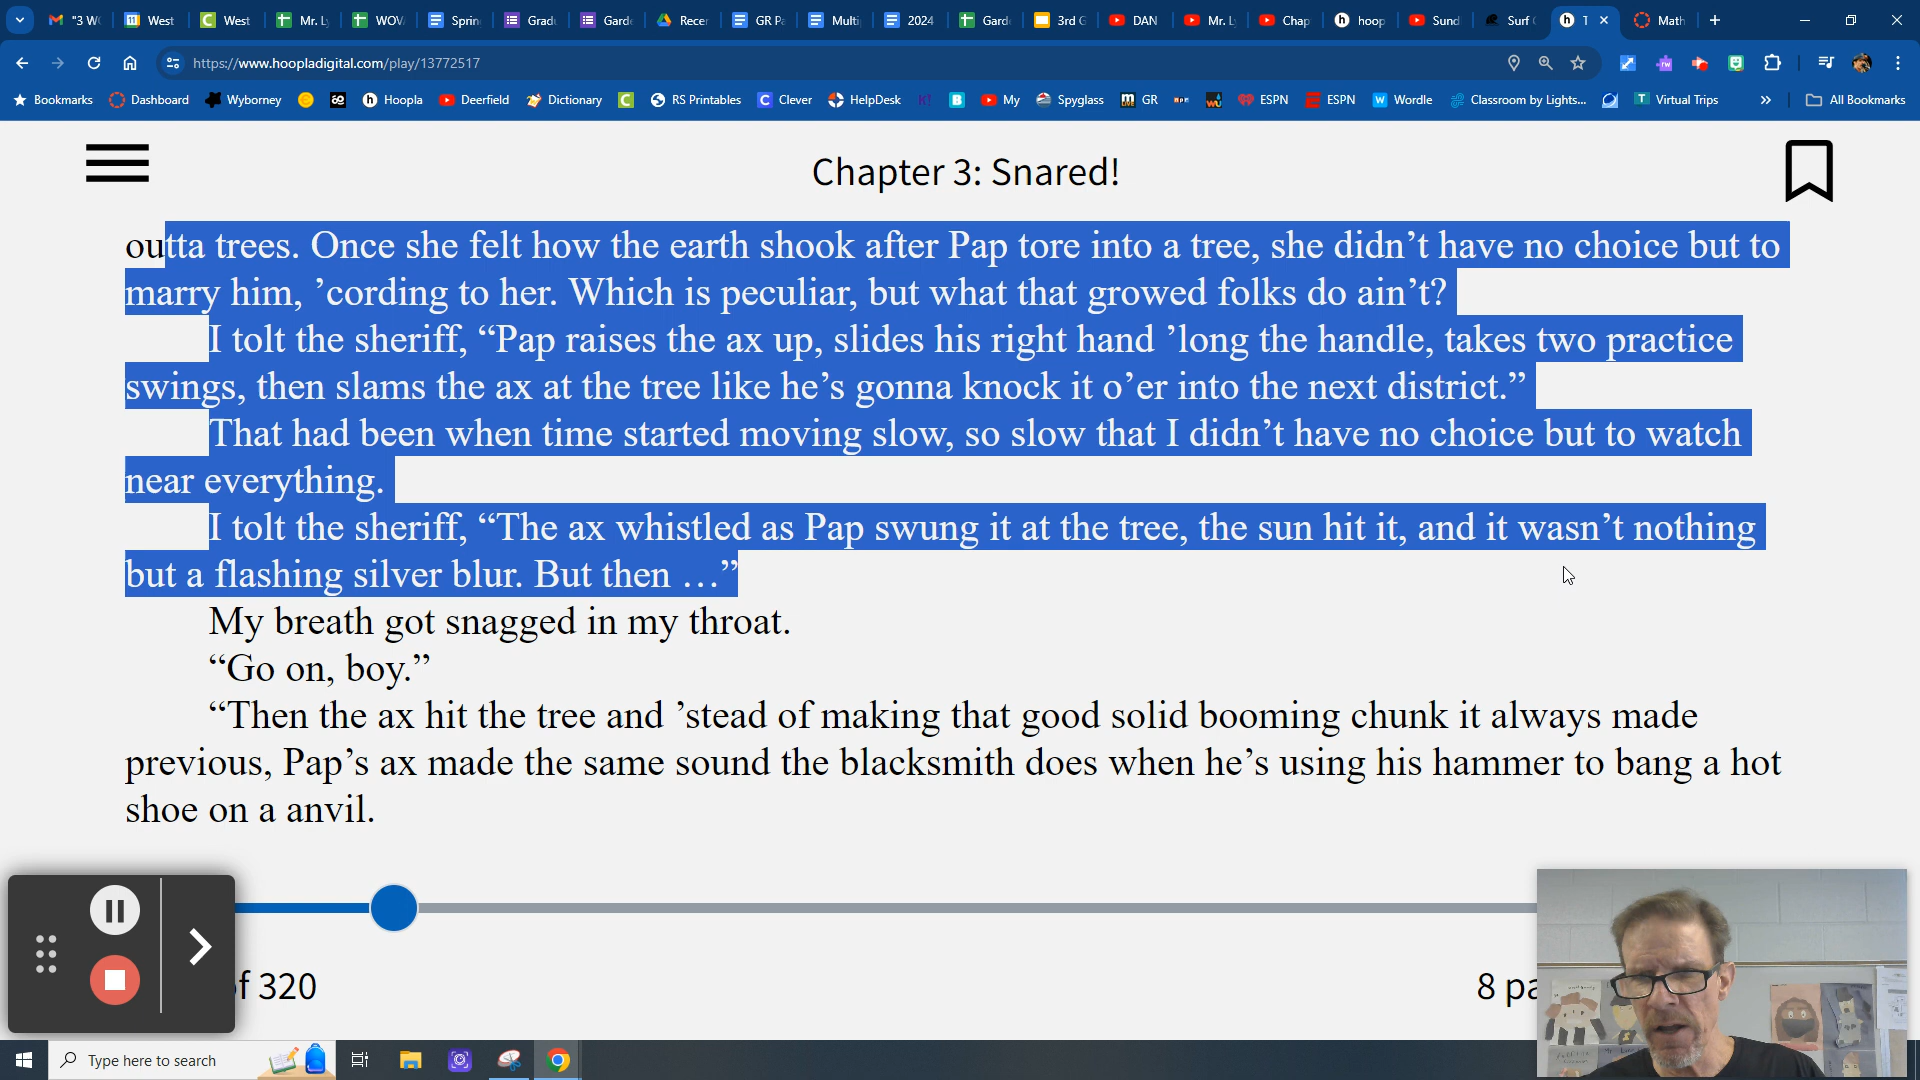 "3 W
West
West
Mr. L
WOV
Sprin
Grad
Gard
Recer
GR Pa
Multi
2024
Gard
3rd G
DAN
Mr. L
Chap
hoop
Sund
Surf
Math
https://www.hoopladigital.com/play/13772517
Bookmarks
Dashboard
Wyborney
Hoopla
Deerfield
Dictionary
RS Printables
Clever
HelpDesk
My
Spyglass
GR
ESPN
ESPN
Wordle
Classroom by Lights...
Virtual Trips
All Bookmarks
Chapter 3: Snared!
outta trees. Once she felt how the earth shook after Pap tore into a tree, she didn’t have no choice but to
marry him, ’cording to her. Which is peculiar, but what that growed folks do ain’t?
I tolt the sheriff, “Pap raises the ax up, slides his right hand ’long the handle, takes two practice
swings, then slams the ax at the tree like he’s gonna knock it o’er into the next district.”
That had been when time started moving slow, so slow that I didn’t have no choice but to watch
near everything.
I tolt the sheriff, “The ax whistled as Pap swung it at the tree, the sun hit it, and it wasn’t nothing
but a flashing silver blur. But then …”
My breath got snagged in my throat.
“Go on, boy.”
“Then the ax hit the tree and ’stead of making that good solid booming chunk it always made
previous, Pap’s ax made the same sound the blacksmith does when he’s using his hammer to bang a hot
shoe on a anvil.
of 320
8 pa
Type here to search